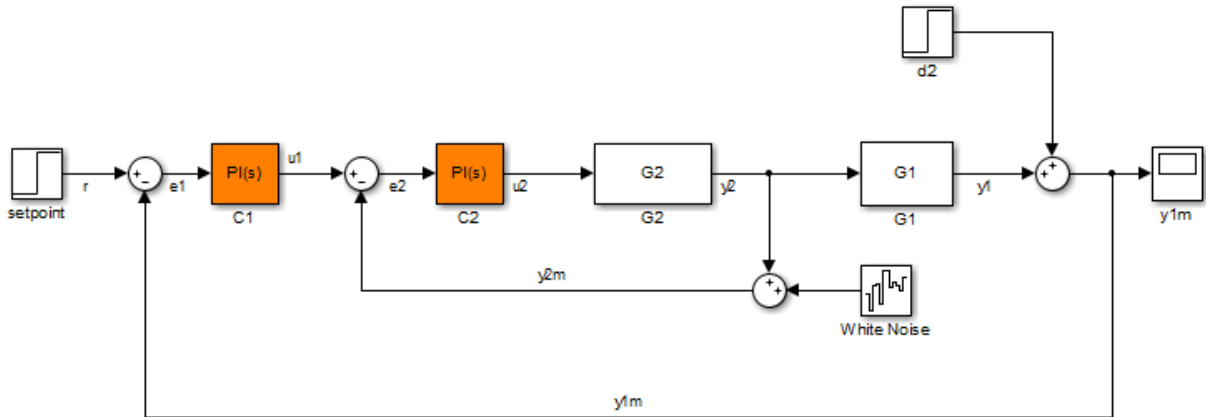 d2
PI(s)
u1
PI(s)
G2
G1
r
e1
e2
u2
y2
y1
setpoint
C1
C2
G2
G1
y1m
y2m
White Noise
y1m